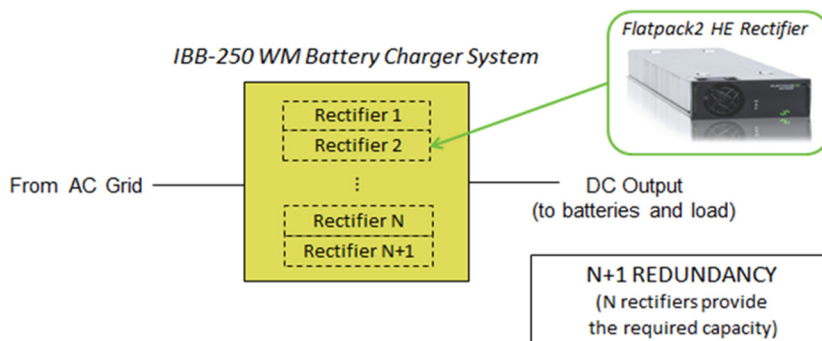 Flatpack2 HE Rectifier
IBB-250 WM Battery Charger System
Rectifier 1
Rectifier 2
⋮
From AC Grid
DC Output
(to batteries and load)
Rectifier N
Rectifier N+1
N+1 REDUNDANCY
(N rectifiers provide
the required capacity)